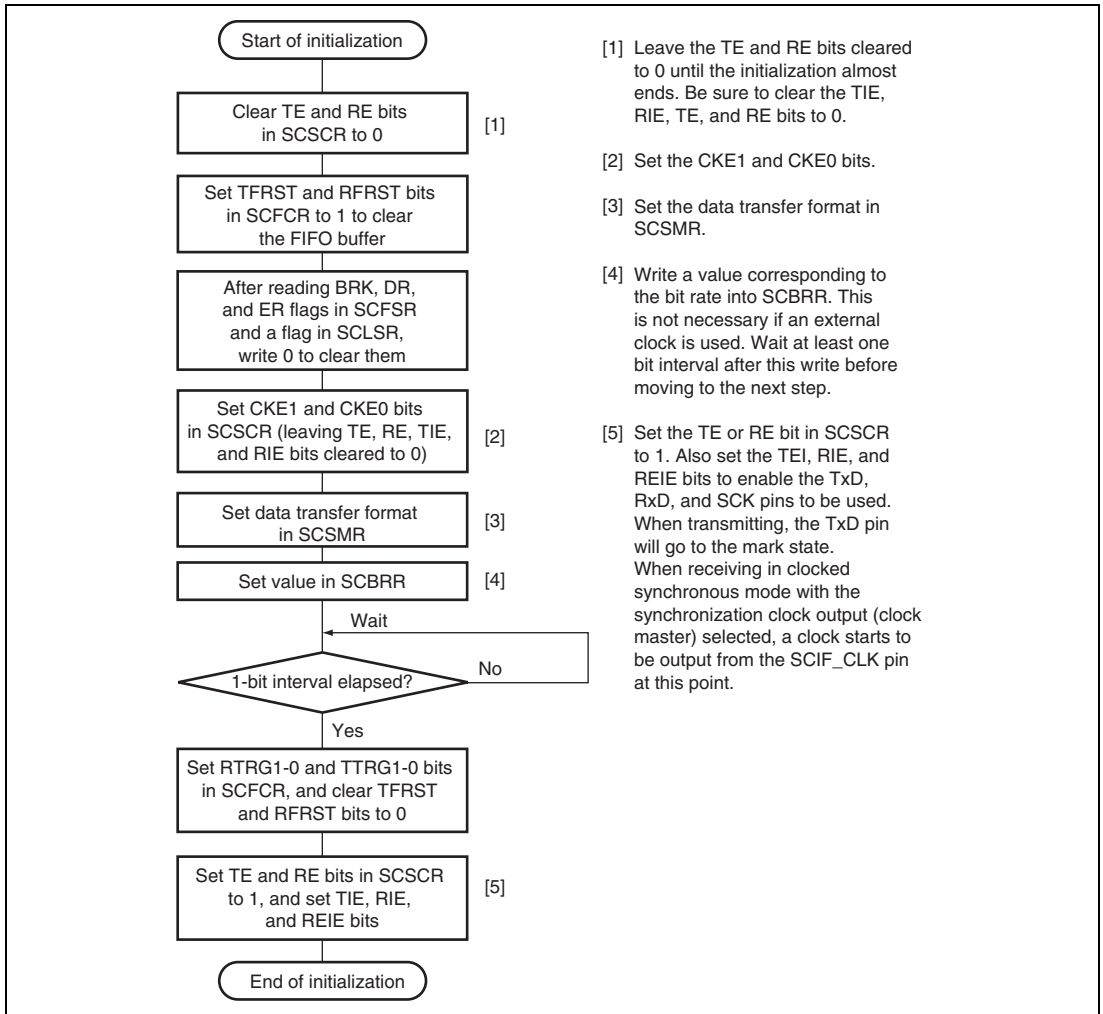 Start of initialization
Clear TE and RE bits
in SCSCR to 0
[1]
Set TFRST and RFRST bits
in SCFCR to 1 to clear
the FIFO buffer
After reading BRK, DR,
and ER flags in SCFSR
and a flag in SCLSR,
write 0 to clear them
Set CKE1 and CKE0 bits
in SCSCR (leaving TE, RE, TIE,
and RIE bits cleared to 0)
[2]
Set data transfer format
in SCSMR
[3]
Set value in SCBRR
[4]
Wait
1-bit interval elapsed?
No
Yes
Set RTRG1-0 and TTRG1-0 bits
in SCFCR, and clear TFRST
and RFRST bits to 0
Set TE and RE bits in SCSCR
to 1, and set TIE, RIE,
and REIE bits
[5]
End of initialization
[1] Leave the TE and RE bits cleared
to 0 until the initialization almost
ends. Be sure to clear the TIE,
RIE, TE, and RE bits to 0.
[2] Set the CKE1 and CKE0 bits.
[3] Set the data transfer format in
SCSMR.
[4] Write a value corresponding to
the bit rate into SCBRR. This
is not necessary if an external
clock is used. Wait at least one
bit interval after this write before
moving to the next step.
[5] Set the TE or RE bit in SCSCR
to 1. Also set the TEI, RIE, and
REIE bits to enable the TxD,
RxD, and SCK pins to be used.
When transmitting, the TxD pin
will go to the mark state.
When receiving in clocked
synchronous mode with the
synchronization clock output (clock
master) selected, a clock starts to
be output from the SCIF_CLK pin
at this point.